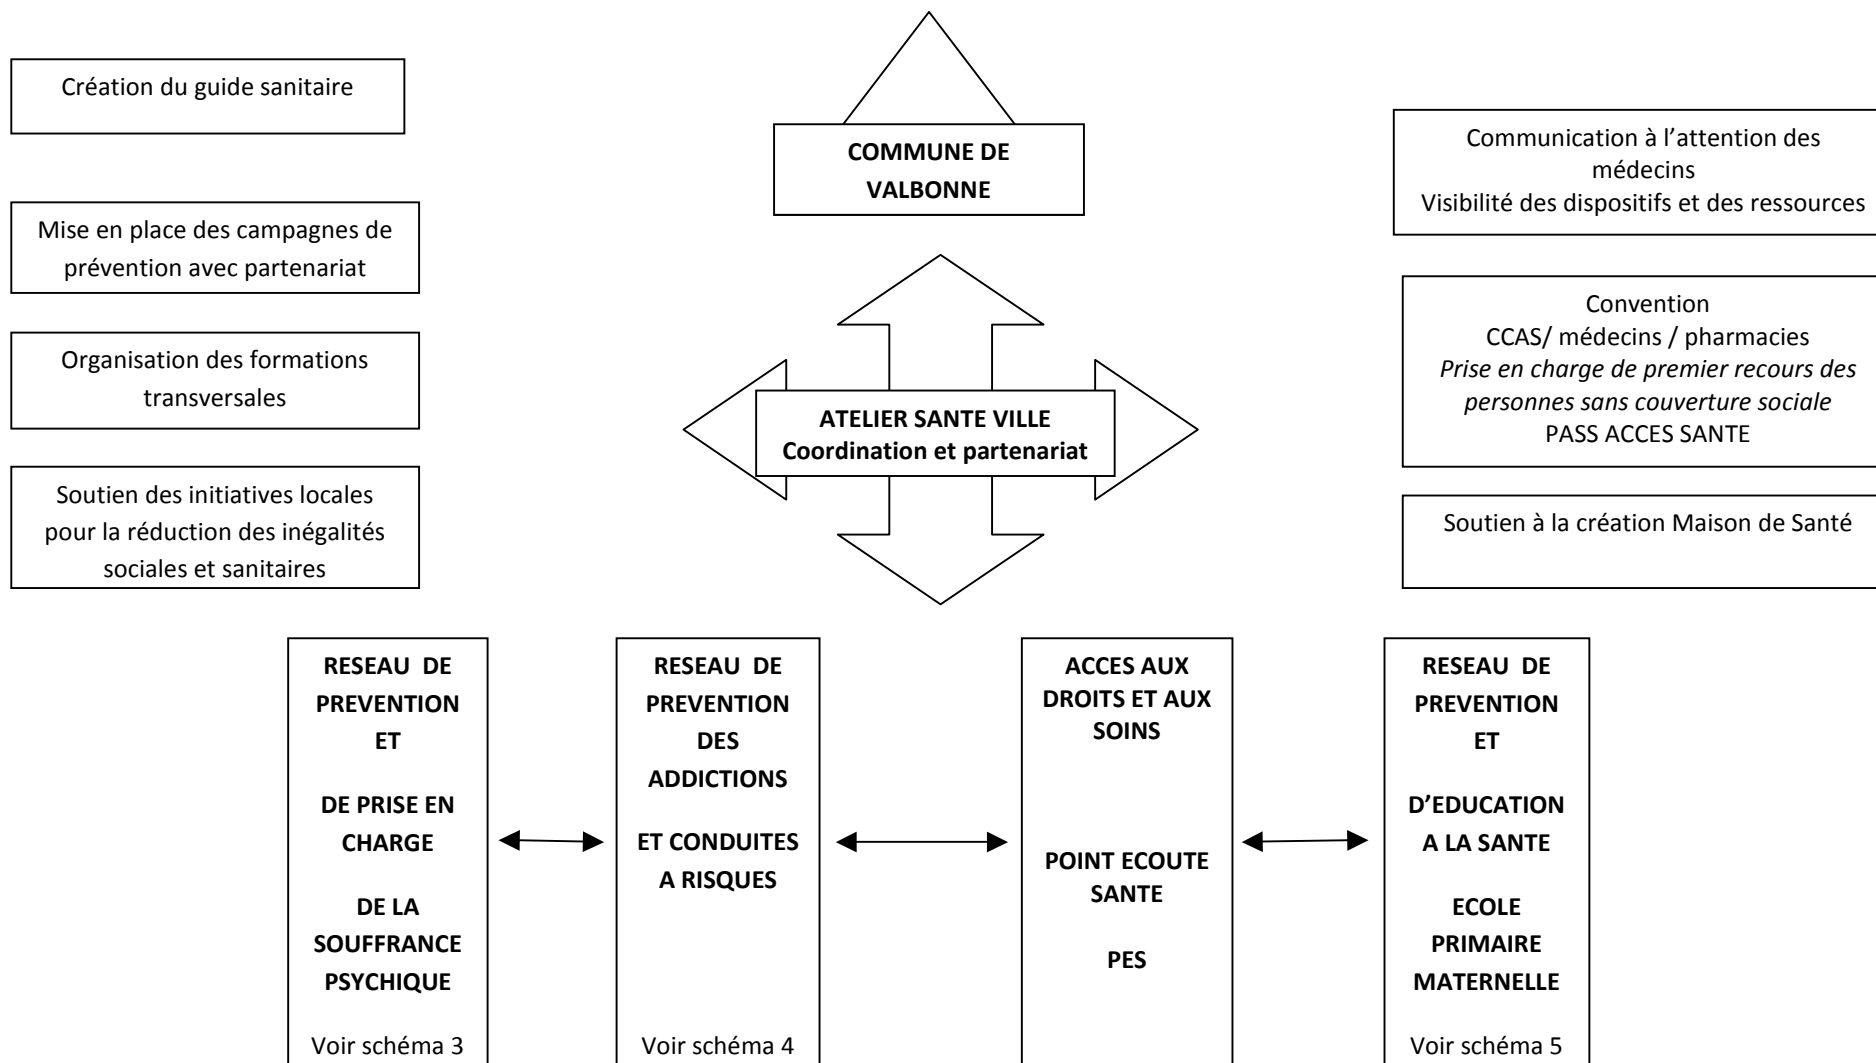 Création du guide sanitaire
Mise en place des campagnes de
prévention avec partenariat
Organisation des formations
transversales
Soutien des initiatives locales
pour la réduction des inégalités
sociales et sanitaires
COMMUNE DE
VALBONNE
ATELIER SANTE VILLE
Coordination et partenariat
Communication à l’attention des
médecins
Visibilité des dispositifs et des ressources
Convention
CCAS/ médecins / pharmacies
Prise en charge de premier recours des
personnes sans couverture sociale
PASS ACCES SANTE
Soutien à la création Maison de Santé
RESEAU DE
PREVENTION
ET
DE PRISE EN
CHARGE
DE LA
SOUFFRANCE
PSYCHIQUE
Voir schéma 3
RESEAU DE
PREVENTION
DES
ADDICTIONS
ET CONDUITES
A RISQUES
Voir schéma 4
ACCES AUX
DROITS ET AUX
SOINS
POINT ECOUTE
SANTE
PES
RESEAU DE
PREVENTION
ET
D’EDUCATION
A LA SANTE
ECOLE
PRIMAIRE
MATERNELLE
Voir schéma 5